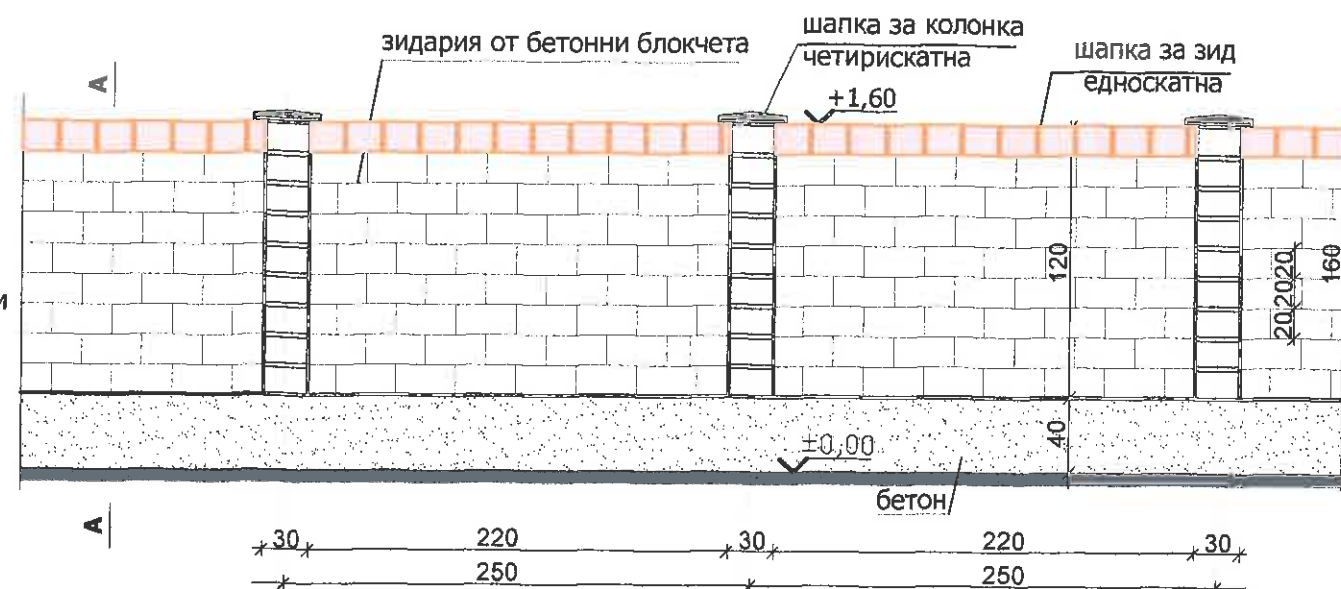 шапка за колонка
четирискатна
зидария от бетонни блокчета
шапка за зид
едноскатна
A
+1,60
120
20
20
20
160
и
40
±0,00
бетон
A
30
220
30
220
30
250
250